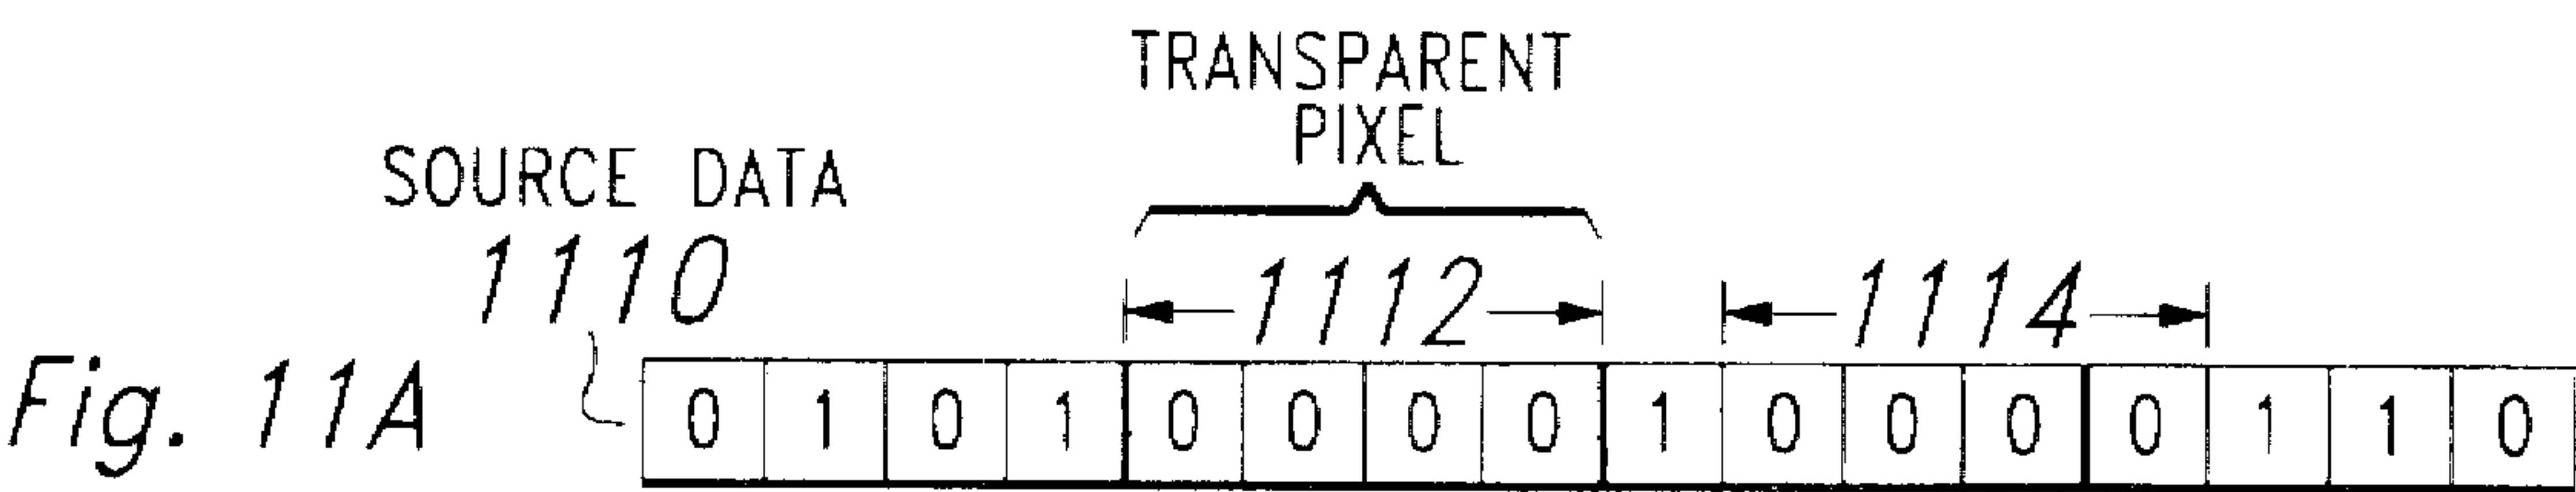 TRANSPARENT
PIXEL
SOURCE DATA
1110
1112
1114
Fig. 11A
0 1 0 1 0 0 0 0 1 0 0 0 0 1 1 0